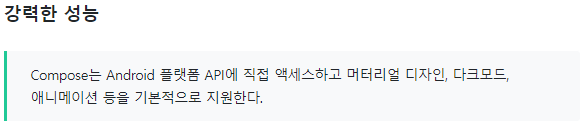 강력한 성능
Compose는 Android 플랫폼 API에 직접 액세스하고 머터리얼 디자인, 다크모드,
애니메이션 등을 기본적으로 지원한다.